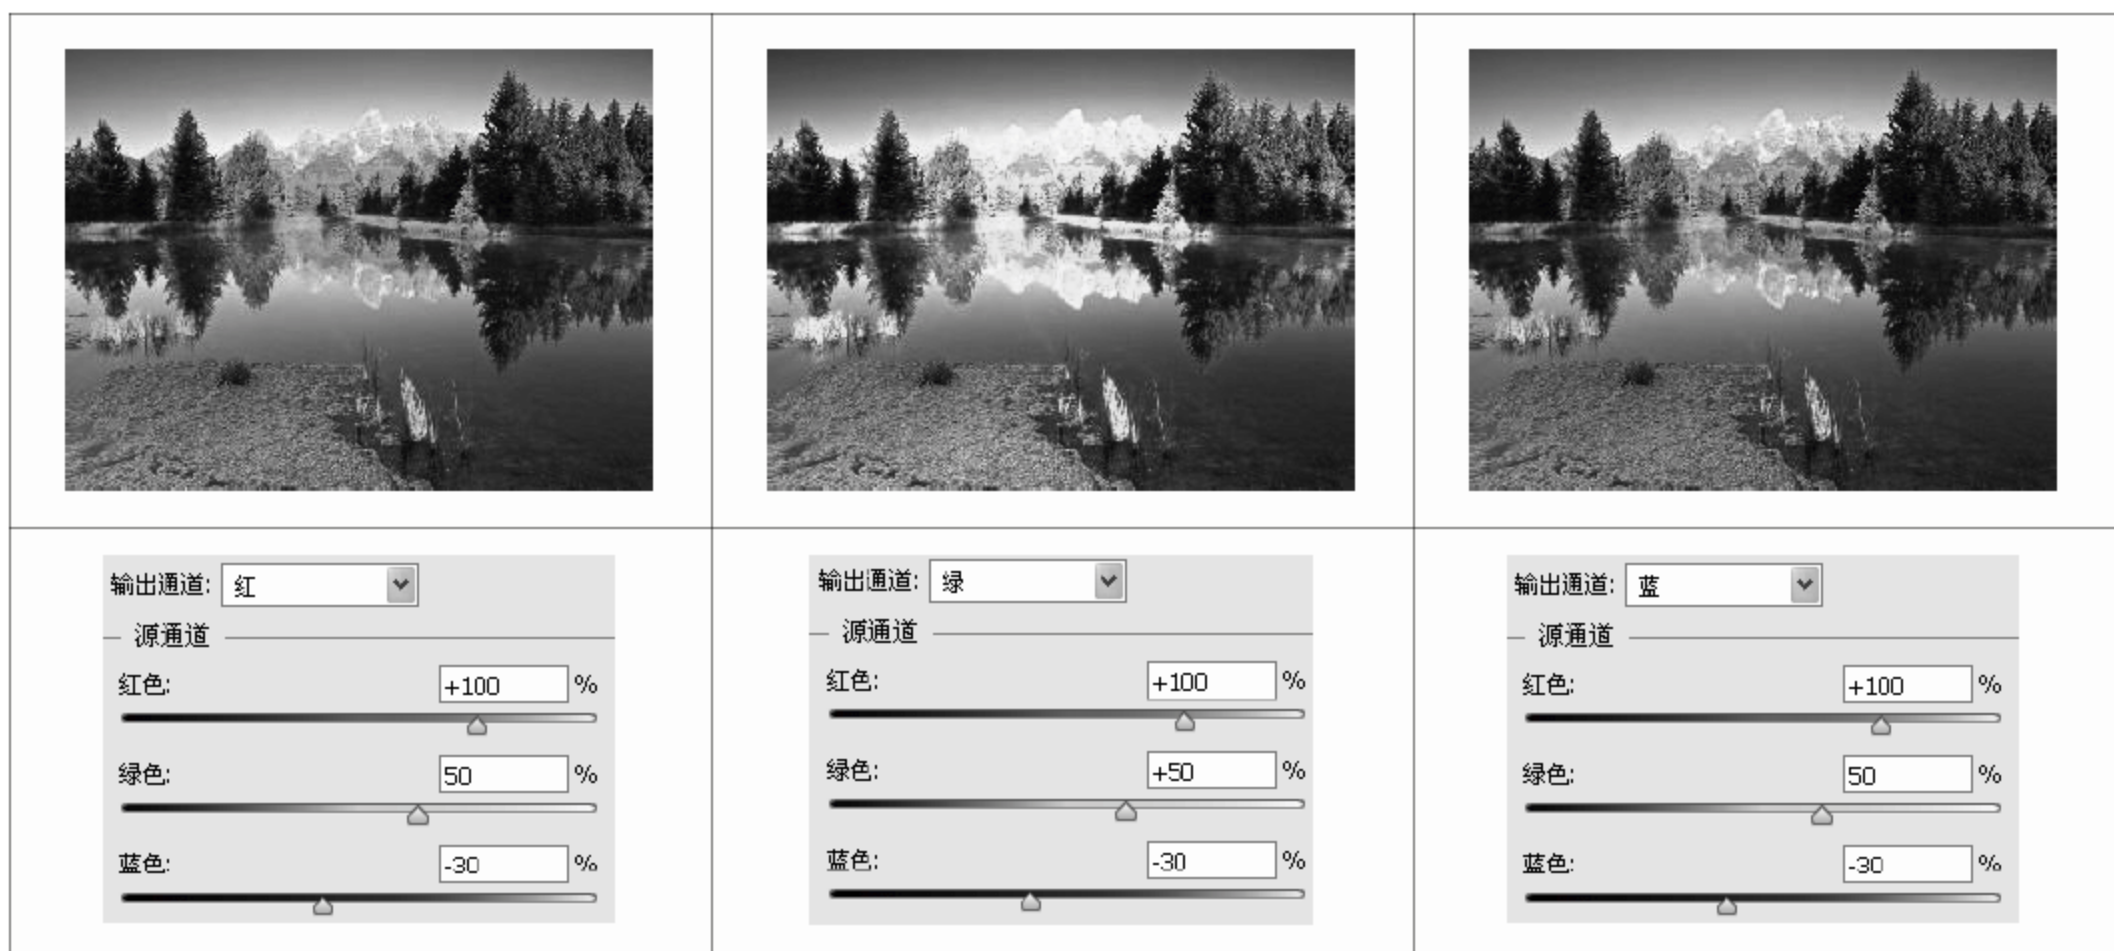 输出通道: 红
源通道
红色: +100 %
绿色: 50 %
蓝色: -30 %
输出通道: 绿
源通道
红色: +100 %
绿色: +50 %
蓝色: -30 %
输出通道: 蓝
源通道
红色: +100 %
绿色: 50 %
蓝色: -30 %